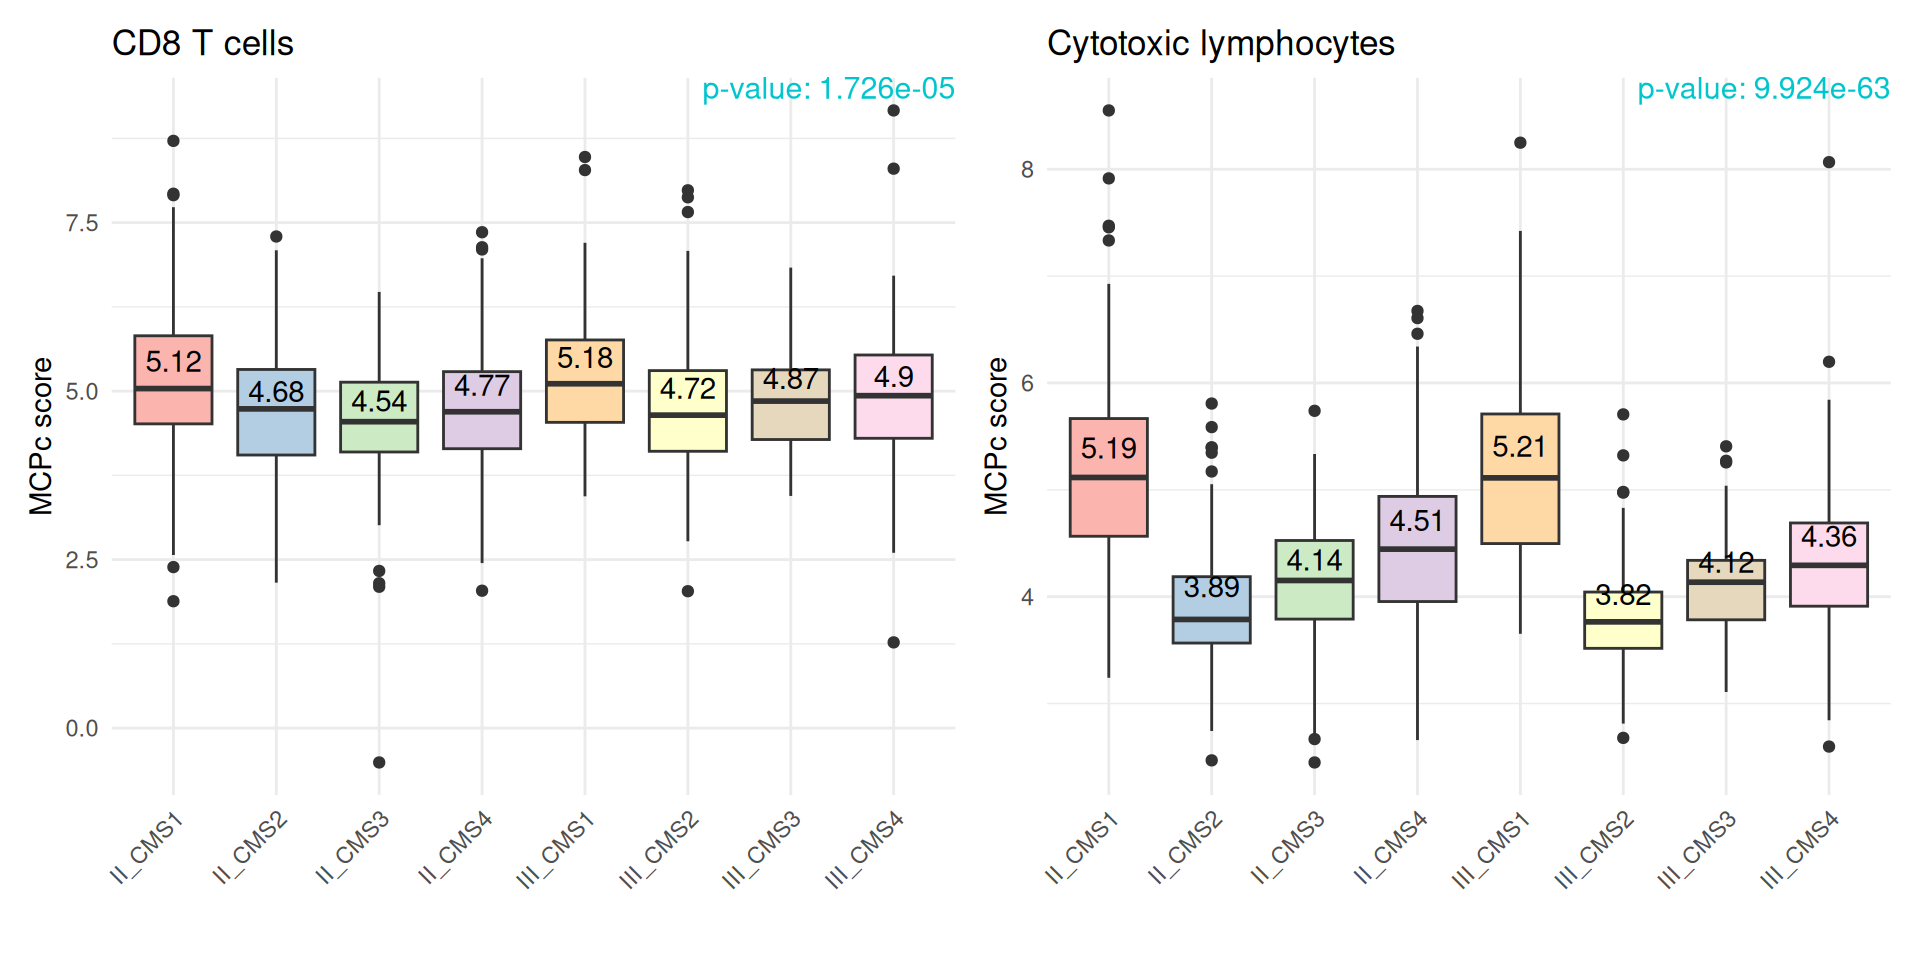 CD8 T cells
p-value: 1.726e-05
MCPc score
7.5
5.0
2.5
0.0
5.12
4.68
4.54
4.77
5.18
4.72
4.87
4.9
II_CMS1
II_CMS2
II_CMS3
II_CMS4
III_CMS1
III_CMS2
III_CMS3
III_CMS4
Cytotoxic lymphocytes
p-value: 9.924e-63
MCPc score
8
6
4
5.19
3.89
4.14
4.51
5.21
3.82
4.12
4.36
II_CMS1
II_CMS2
II_CMS3
II_CMS4
III_CMS1
III_CMS2
III_CMS3
III_CMS4